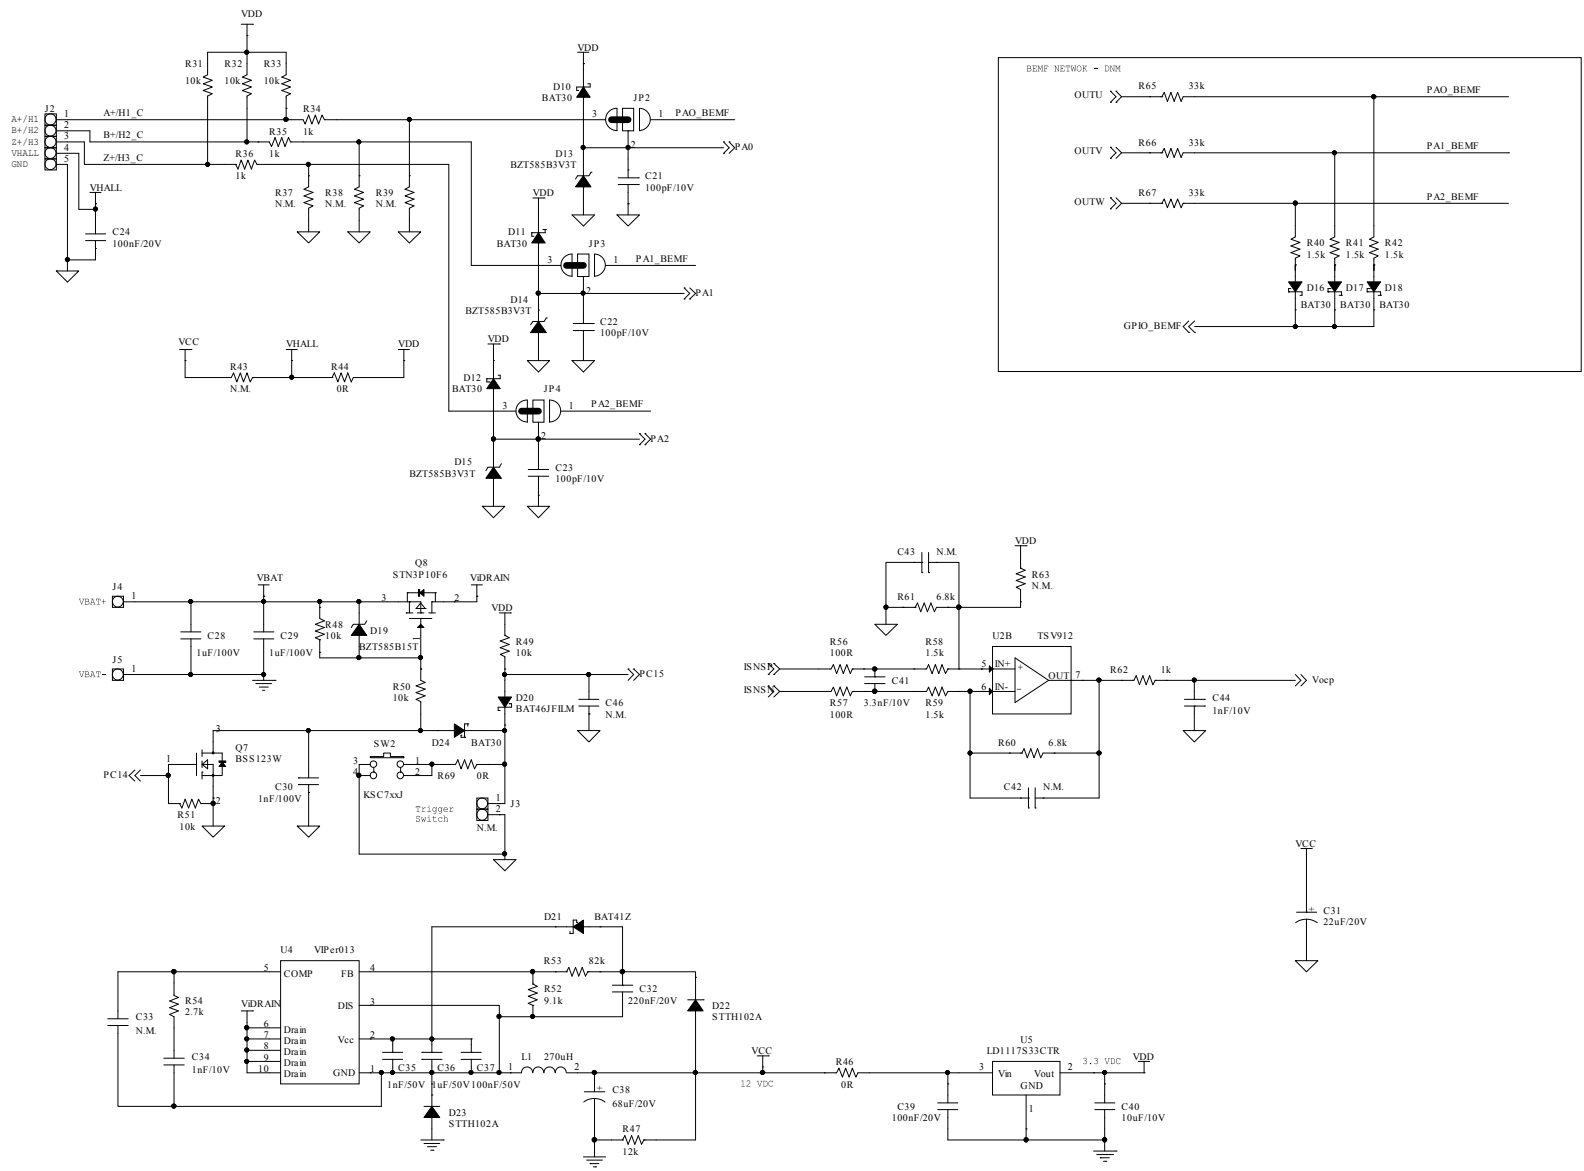 VDD
R31
10k
R32
10k
R33
10k
J2
A+/H1
B+/H2
Z+/H3
VHALL
GND
1
2
3
4
5
A+/H1_C
B+/H2_C
Z+/H3_C
R34
1k
R35
1k
R36
1k
VHALL
C24
100nF/20V
R37
N.M.
R38
N.M.
R39
N.M.
VDD
D10
BAT30
JP2
3
1
PAO_BEMF
2
PA0
D13
BZT585B3V3T
C21
100pF/10V
VDD
D11
BAT30
JP3
3
1
PA1_BEMF
2
PA1
D14
BZT585B3V3T
C22
100pF/10V
VDD
D12
BAT30
JP4
3
1
PA2_BEMF
2
PA2
D15
BZT585B3V3T
C23
100pF/10V
VCC
VHALL
VDD
R43
N.M.
R44
0R
BEMF NETWOK - DNM
OUTU
R65
33k
PAO_BEMF
OUTV
R66
33k
PA1_BEMF
OUTW
R67
33k
PA2_BEMF
R40
1.5k
R41
1.5k
R42
1.5k
D16
BAT30
D17
BAT30
D18
BAT30
GPIO_BEMF
J4
VBAT+
1
VBAT
J5
VBAT-
1
C28
1uF/100V
C29
1uF/100V
R48
10k
D19
BZT585B15T
Q8
STN3P10F6
3
2
1
ViDRAIN
VDD
R49
10k
PC15
R50
10k
D20
BAT46JFILM
C46
N.M.
D24
BAT30
Q7
BSS123W
3
1
2
PC14
R51
10k
C30
1nF/100V
SW2
3
4
1
2
KSC7xxJ
R69
0R
Trigger
Switch
1
2
J3
N.M.
C43
N.M.
R61
6.8k
VDD
R63
N.M.
ISNSP
ISNSN
R56
100R
R57
100R
C41
3.3nF/10V
R58
1.5k
R59
1.5k
U2B
TSV912
5
IN+
6
IN-
+
-
OUT
7
R60
6.8k
C42
N.M.
R62
1k
C44
1nF/10V
Vocp
VCC
+
C31
22uF/20V
U4
VIPer013
5
COMP
FB
4
DIS
3
Vcc
2
GND
1
6
Drain
7
Drain
8
Drain
9
Drain
10
Drain
ViDRAIN
C33
N.M.
R54
2.7k
C34
1nF/10V
D21
BAT41Z
R53
82k
R52
9.1k
C32
220nF/20V
D22
STTH102A
C35
1nF/50V
C36
1uF/50V
C37
100nF/50V
D23
STTH102A
L1
270uH
1
2
+
C38
68uF/20V
R47
12k
VCC
12 VDC
R46
0R
C39
100nF/20V
U5
LD1117S33CTR
3
Vin
Vout
2
GND
1
3.3 VDC
VDD
C40
10uF/10V